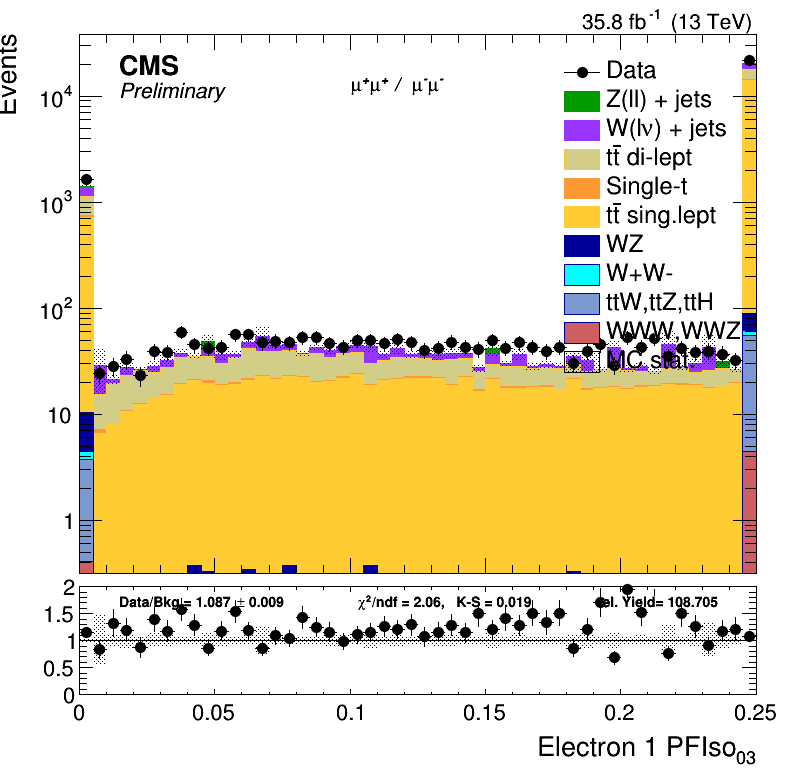 35.8 fb⁻¹ (13 TeV)
Events
CMS
Preliminary
μ⁺μ⁺ / μ⁻μ⁻
Data
Z(ll) + jets
W(lν) + jets
tt̄ di-lept
Single-t
tt̄ sing.lept
WZ
W+W-
ttW,ttZ,ttH
WWW,WWZ
MC stat.
10⁴
10³
10²
10
1
Data/Bkg = 1.087 ± 0.009
χ²/ndf = 2.06, K-S = 0.019
rel. Yield= 108.705
2
1.5
1
0.5
0
0 0.05 0.1 0.15 0.2 0.25
Electron 1 PFIso₀₃